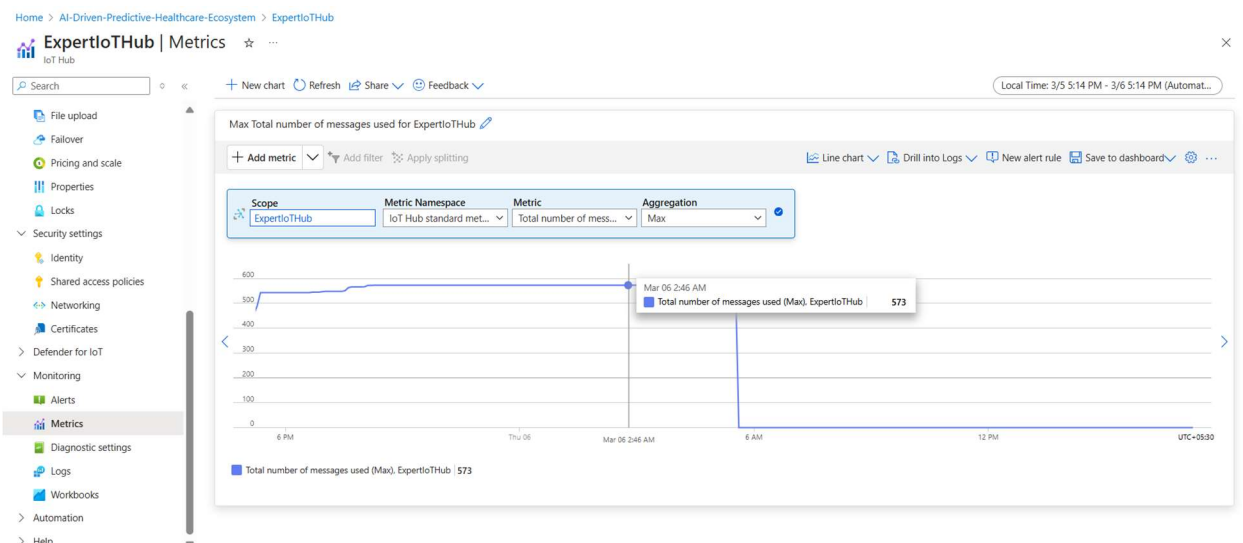 Home > AI-Driven-Predictive-Healthcare-Ecosystem > ExpertIoTHub
ExpertIoTHub | Metrics
IoT Hub
Search
New chart Refresh Share Feedback
Local Time: 3/5 5:14 PM - 3/6 5:14 PM (Automat...
File upload
Failover
Pricing and scale
Properties
Locks
Security settings
Identity
Shared access policies
Networking
Certificates
Defender for IoT
Monitoring
Alerts
Metrics
Diagnostic settings
Logs
Workbooks
Automation
Help
Max Total number of messages used for ExpertIoTHub
Add metric Add filter Apply splitting
Line chart Drill into Logs New alert rule Save to dashboard ...
Scope Metric Namespace Metric Aggregation
ExpertIoTHub IoT Hub standard met... Total number of mess... Max
600
500
400
300
200
100
0
Mar 06 2:46 AM
Total number of messages used (Max), ExpertIoTHub 573
6 PM Thu 06 Mar 06 2:46 AM 6 AM 12 PM UTC+05:30
Total number of messages used (Max), ExpertIoTHub 573